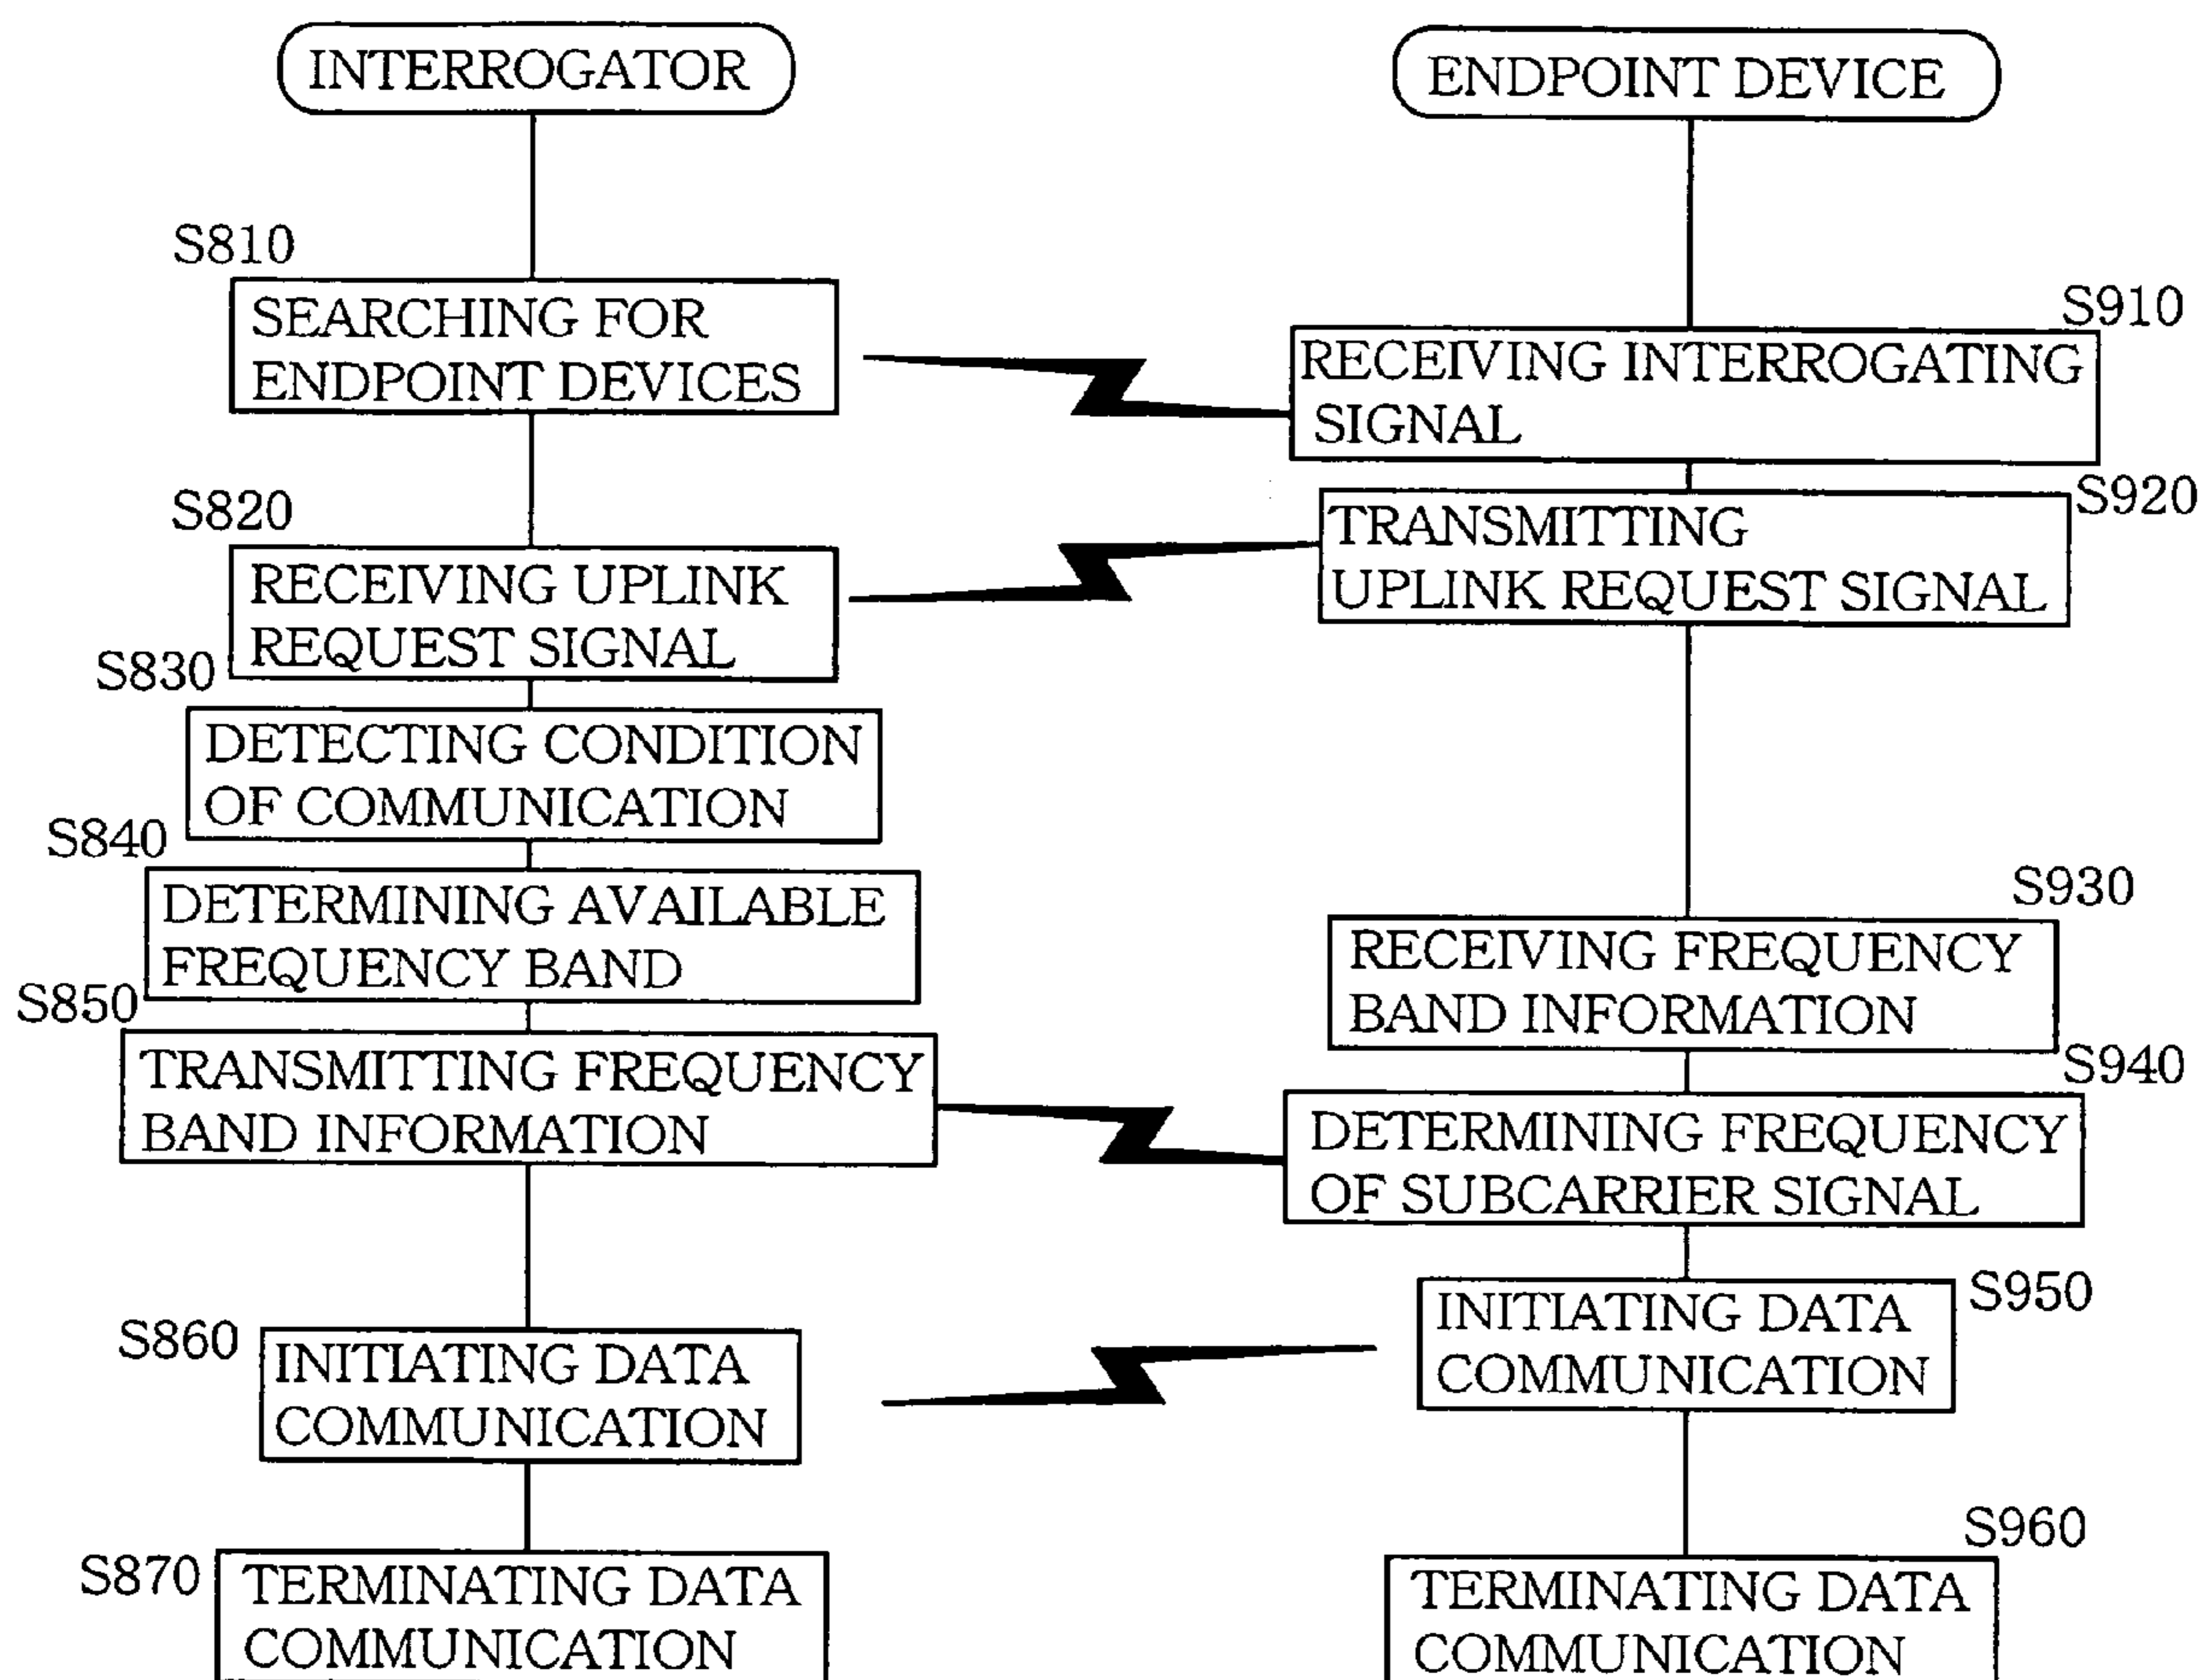 INTERROGATOR
S810
SEARCHING FOR
ENDPOINT DEVICES
S820
RECEIVING UPLINK
REQUEST SIGNAL
S830
DETECTING CONDITION
OF COMMUNICATION
S840
DETERMINING AVAILABLE
FREQUENCY BAND
S850
TRANSMITTING FREQUENCY
BAND INFORMATION
S860
INITIATING DATA
COMMUNICATION
S870
TERMINATING DATA
COMMUNICATION
ENDPOINT DEVICE
S910
RECEIVING INTERROGATING
SIGNAL
S920
TRANSMITTING
UPLINK REQUEST SIGNAL
S930
RECEIVING FREQUENCY
BAND INFORMATION
S940
DETERMINING FREQUENCY
OF SUBCARRIER SIGNAL
S950
INITIATING DATA
COMMUNICATION
S960
TERMINATING DATA
COMMUNICATION